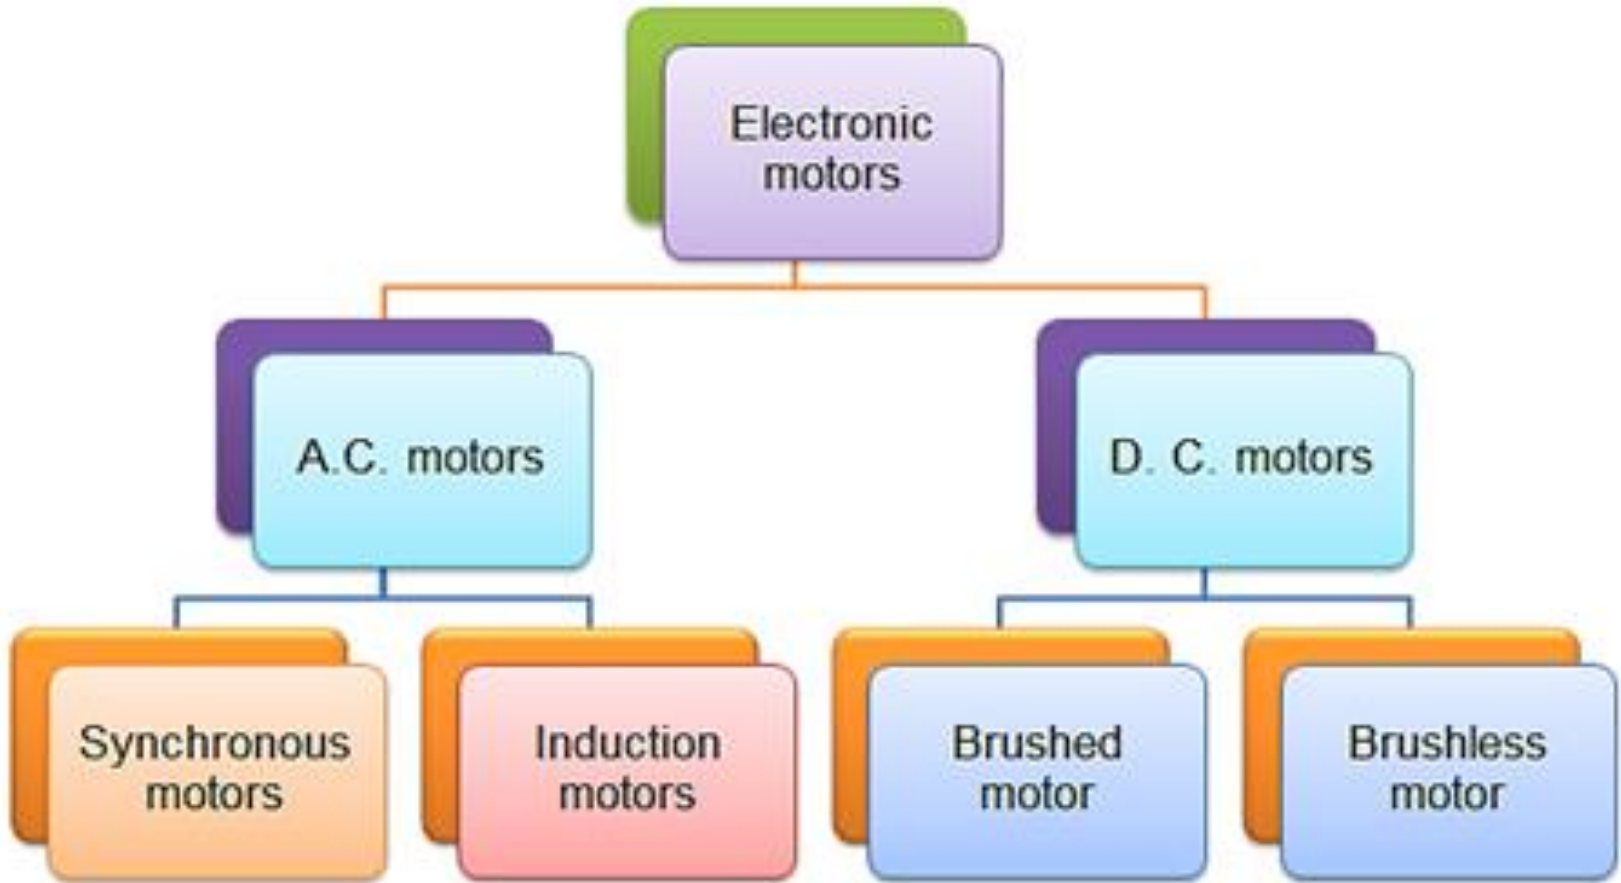 Electronic
motors
A.C. motors
D. C. motors
Synchronous
motors
Induction
motors
Brushed
motor
Brushless
motor